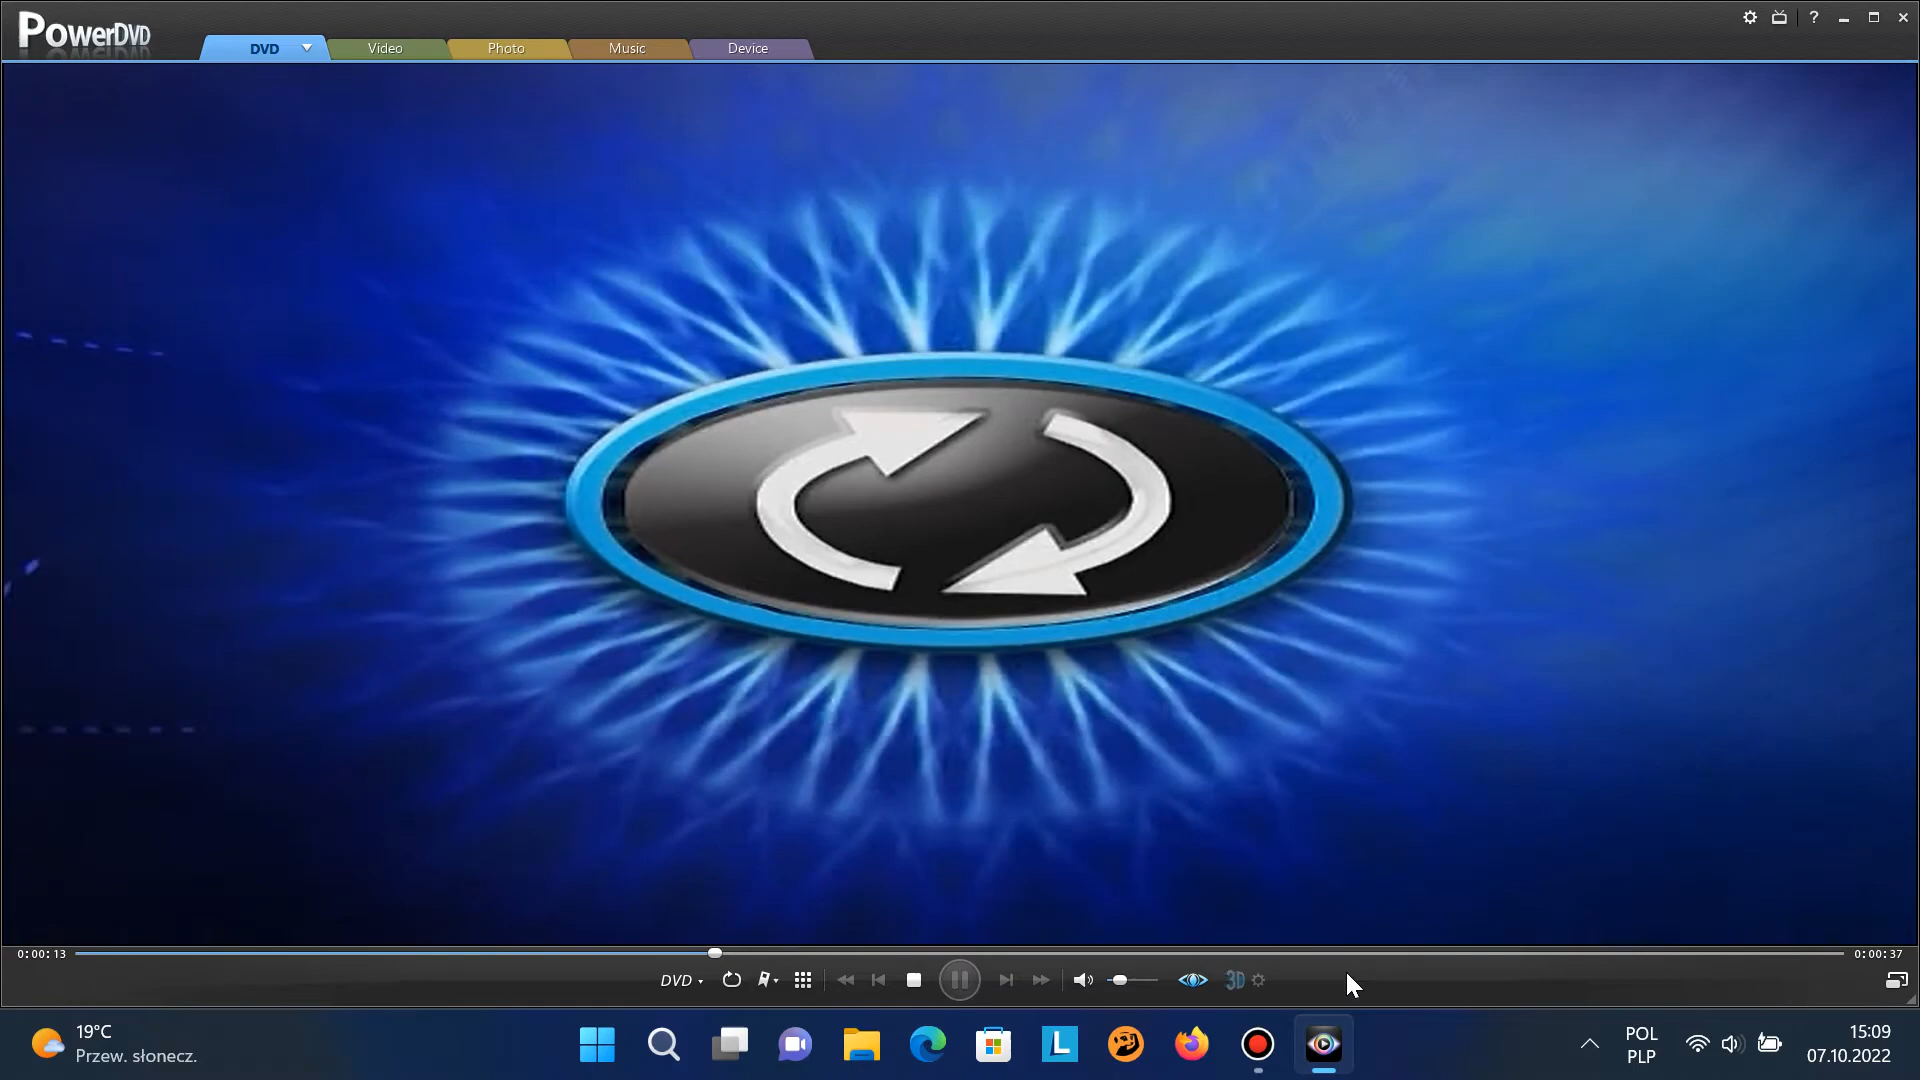 PowerDVD
DVD Video Photo Music Device
?
0:00:13 0:00:37
DVD 3D
19°C
Przew. słonecz.
L
POL
PLP
15:09
07.10.2022